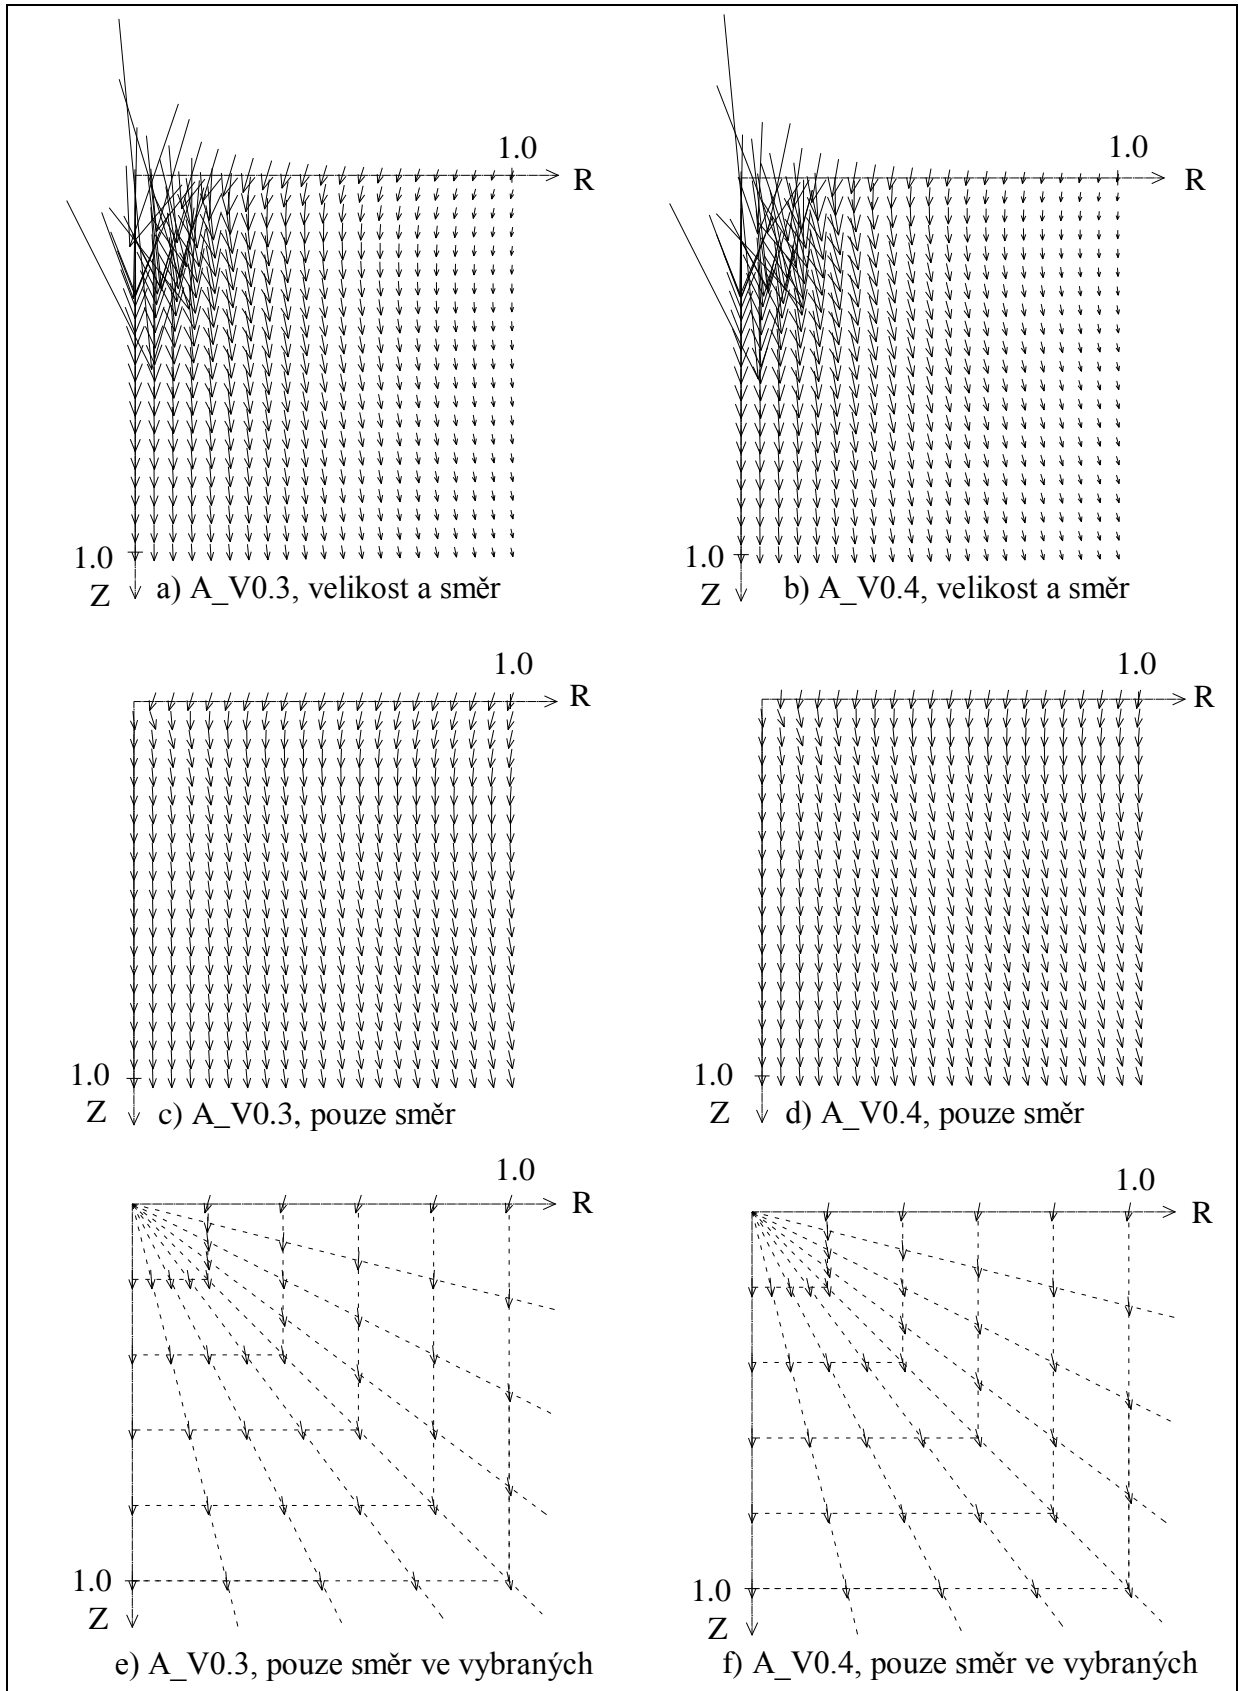 1.0
R
1.0
Z
a) A_V0.3, velikost a směr
1.0
R
1.0
Z
b) A_V0.4, velikost a směr
1.0
R
1.0
Z
c) A_V0.3, pouze směr
1.0
R
1.0
Z
d) A_V0.4, pouze směr
1.0
R
1.0
Z
e) A_V0.3, pouze směr ve vybraných
1.0
R
1.0
Z
f) A_V0.4, pouze směr ve vybraných